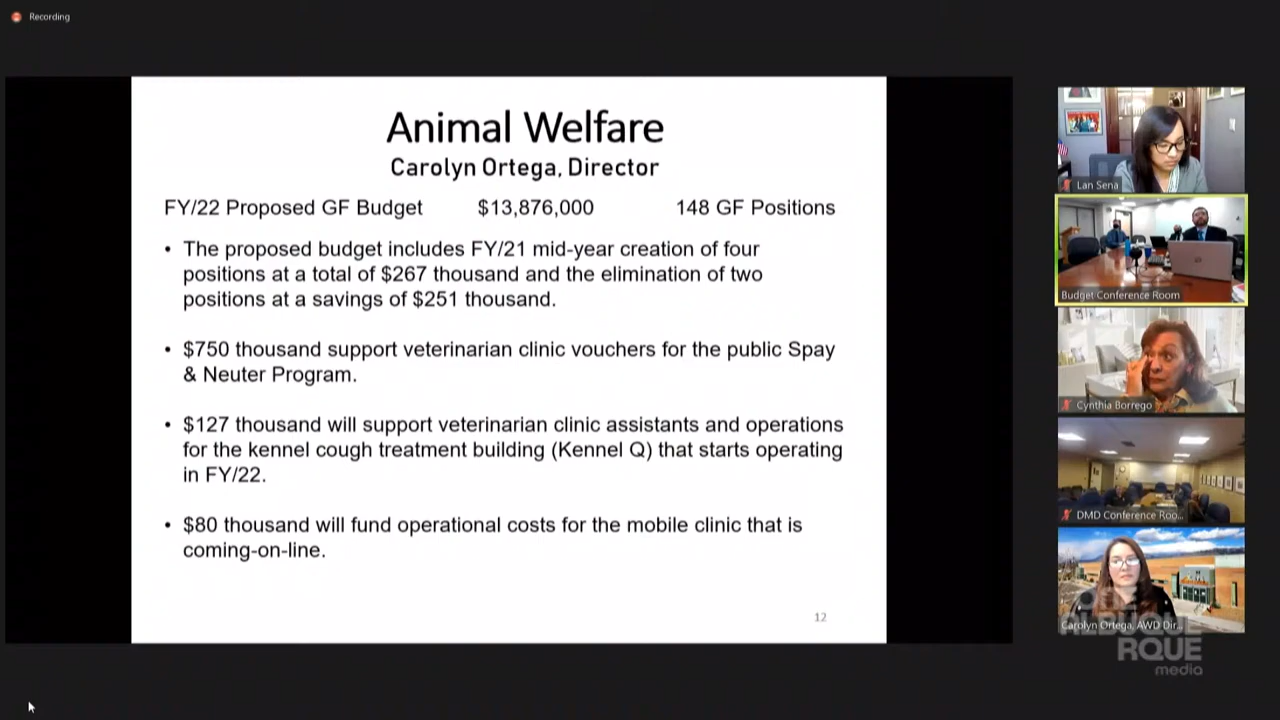 Recording
Animal Welfare
Carolyn Ortega, Director
FY/22 Proposed GF Budget $13,876,000 148 GF Positions
• The proposed budget includes FY/21 mid-year creation of four
positions at a total of $267 thousand and the elimination of two
positions at a savings of $251 thousand.
• $750 thousand support veterinarian clinic vouchers for the public Spay
& Neuter Program.
• $127 thousand will support veterinarian clinic assistants and operations
for the kennel cough treatment building (Kennel Q) that starts operating
in FY/22.
• $80 thousand will fund operational costs for the mobile clinic that is
coming-on-line.
12
Lan Sena
Budget Conference Room
Cynthia Borrego
DMD Conference Roo...
Carolyn Ortega, AWD Dir...
ONE
ALBUQUE
RQUE
media